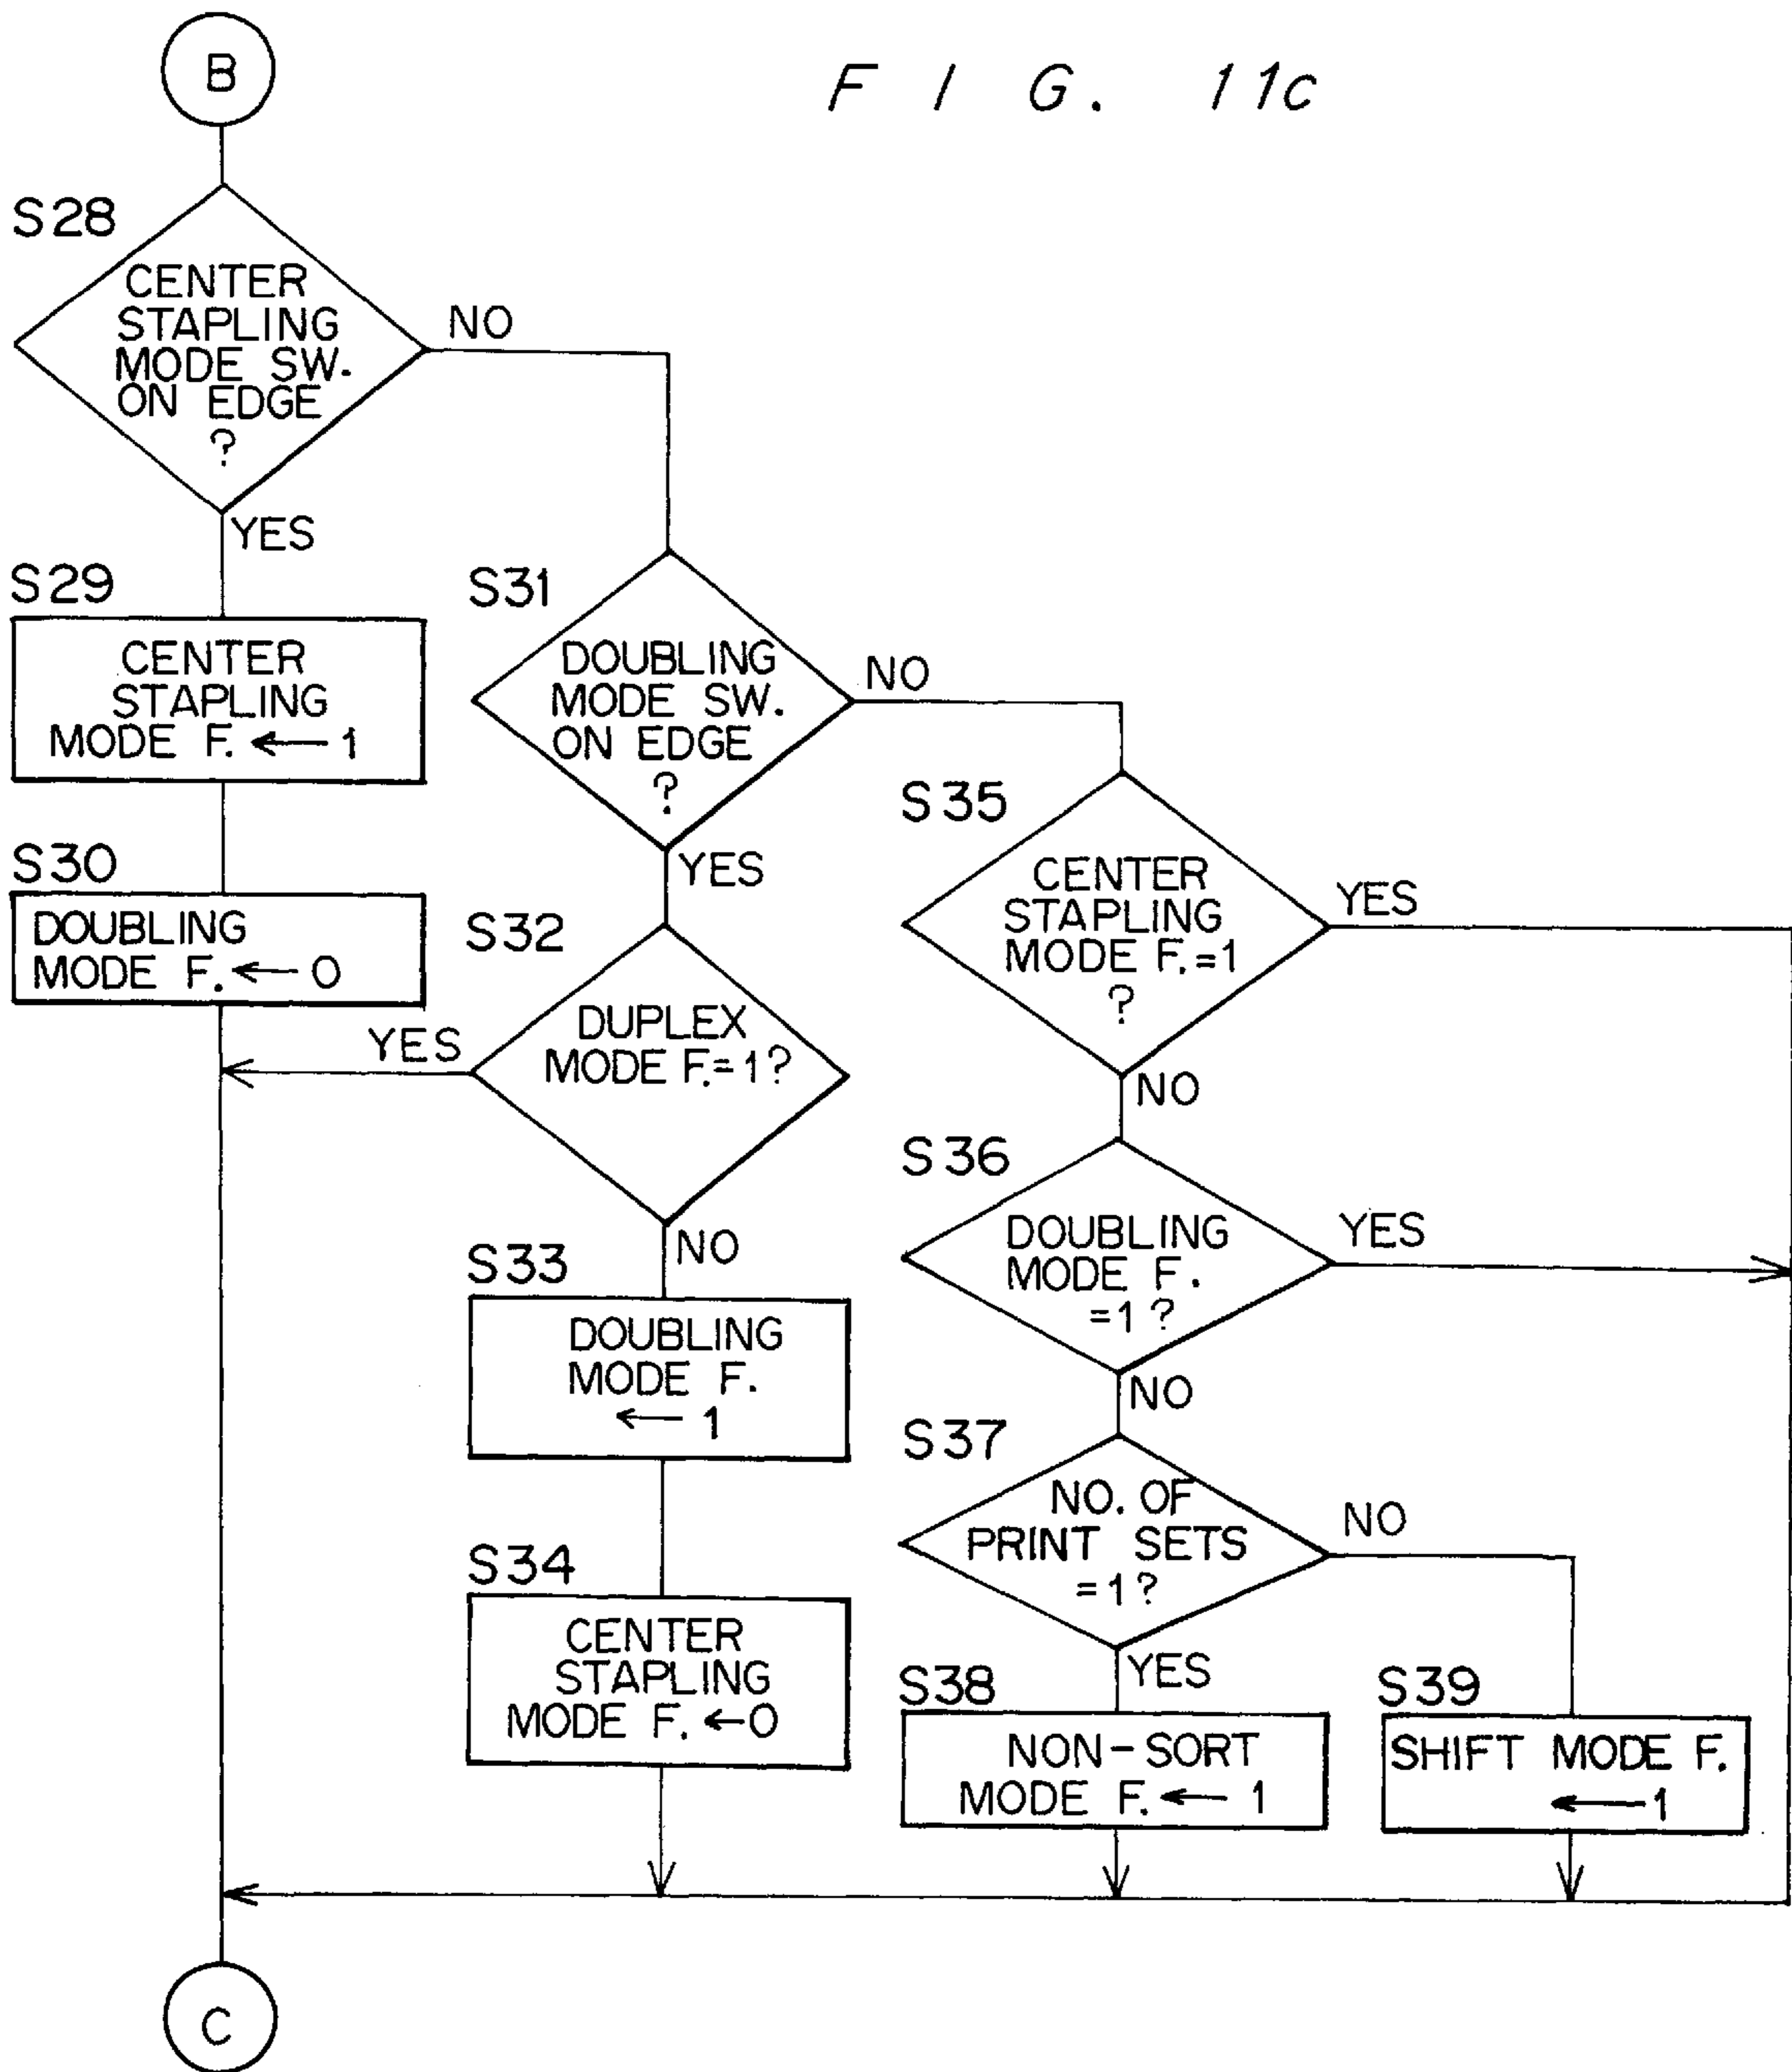 F I G. 11c
B
S28
CENTER
STAPLING
MODE SW.
ON EDGE
?
NO
YES
S29
CENTER
STAPLING
MODE F. ← 1
S30
DOUBLING
MODE F. ← 0
S31
DOUBLING
MODE SW.
ON EDGE
?
NO
YES
S32
DUPLEX
MODE F. = 1?
YES
NO
S33
DOUBLING
MODE F.
← 1
S34
CENTER
STAPLING
MODE F. ← 0
S35
CENTER
STAPLING
MODE F. = 1
?
YES
NO
S36
DOUBLING
MODE F.
= 1 ?
YES
NO
S37
NO. OF
PRINT SETS
= 1 ?
NO
YES
S38
NON-SORT
MODE F. ← 1
S39
SHIFT MODE F.
← 1
C